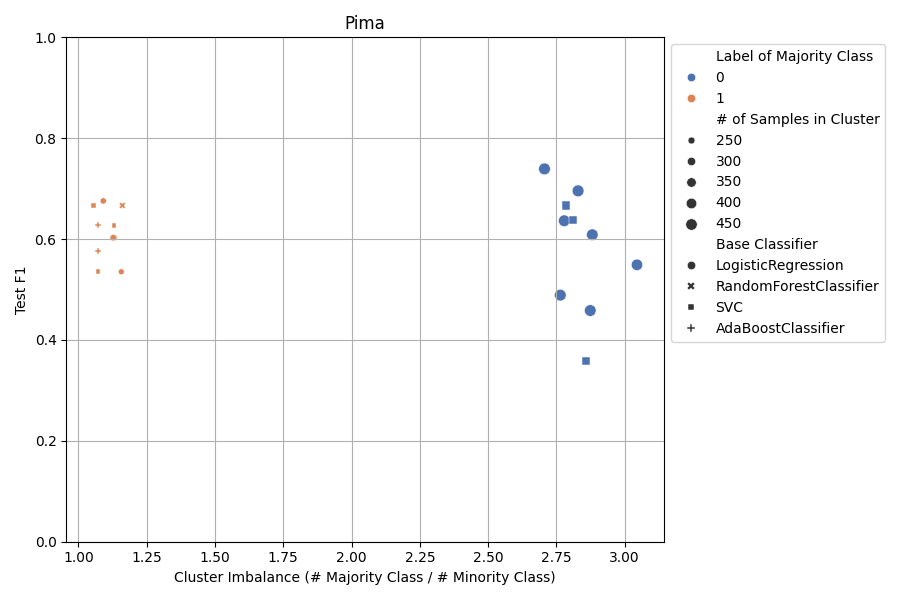 Pima
1.0
0.8
0.6
0.4
0.2
0.0
Test F1
1.00
1.25
1.50
1.75
2.00
2.25
2.50
2.75
3.00
Cluster Imbalance (# Majority Class / # Minority Class)
Label of Majority Class
0
1
# of Samples in Cluster
250
300
350
400
450
Base Classifier
LogisticRegression
RandomForestClassifier
SVC
AdaBoostClassifier